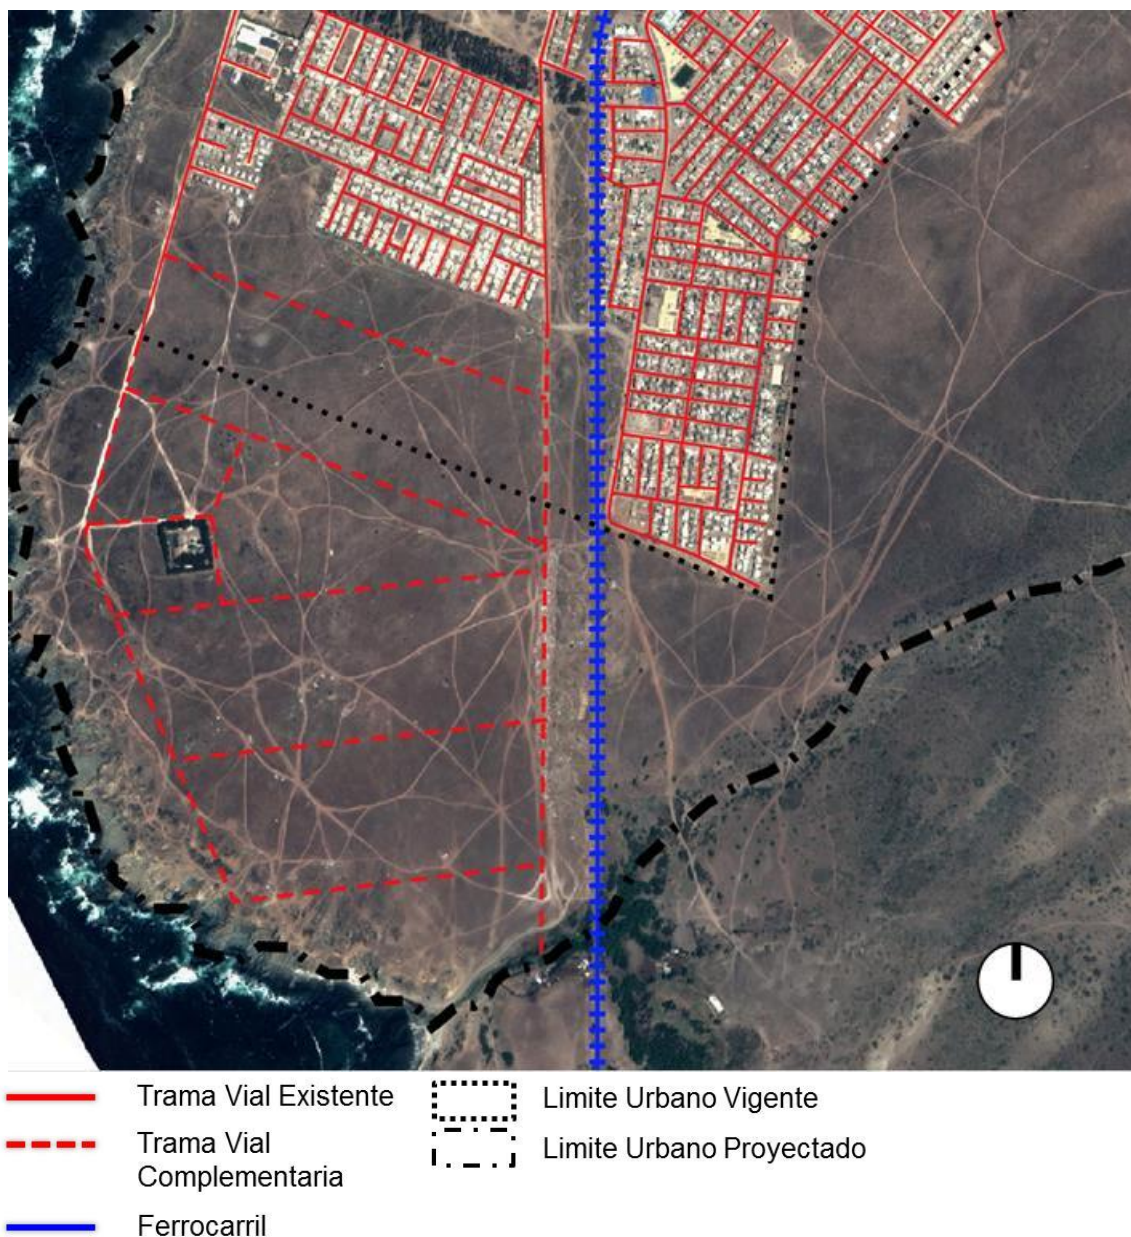 Trama Vial Existente
Trama Vial
Complementaria
Ferrocarril
Limite Urbano Vigente
Limite Urbano Proyectado